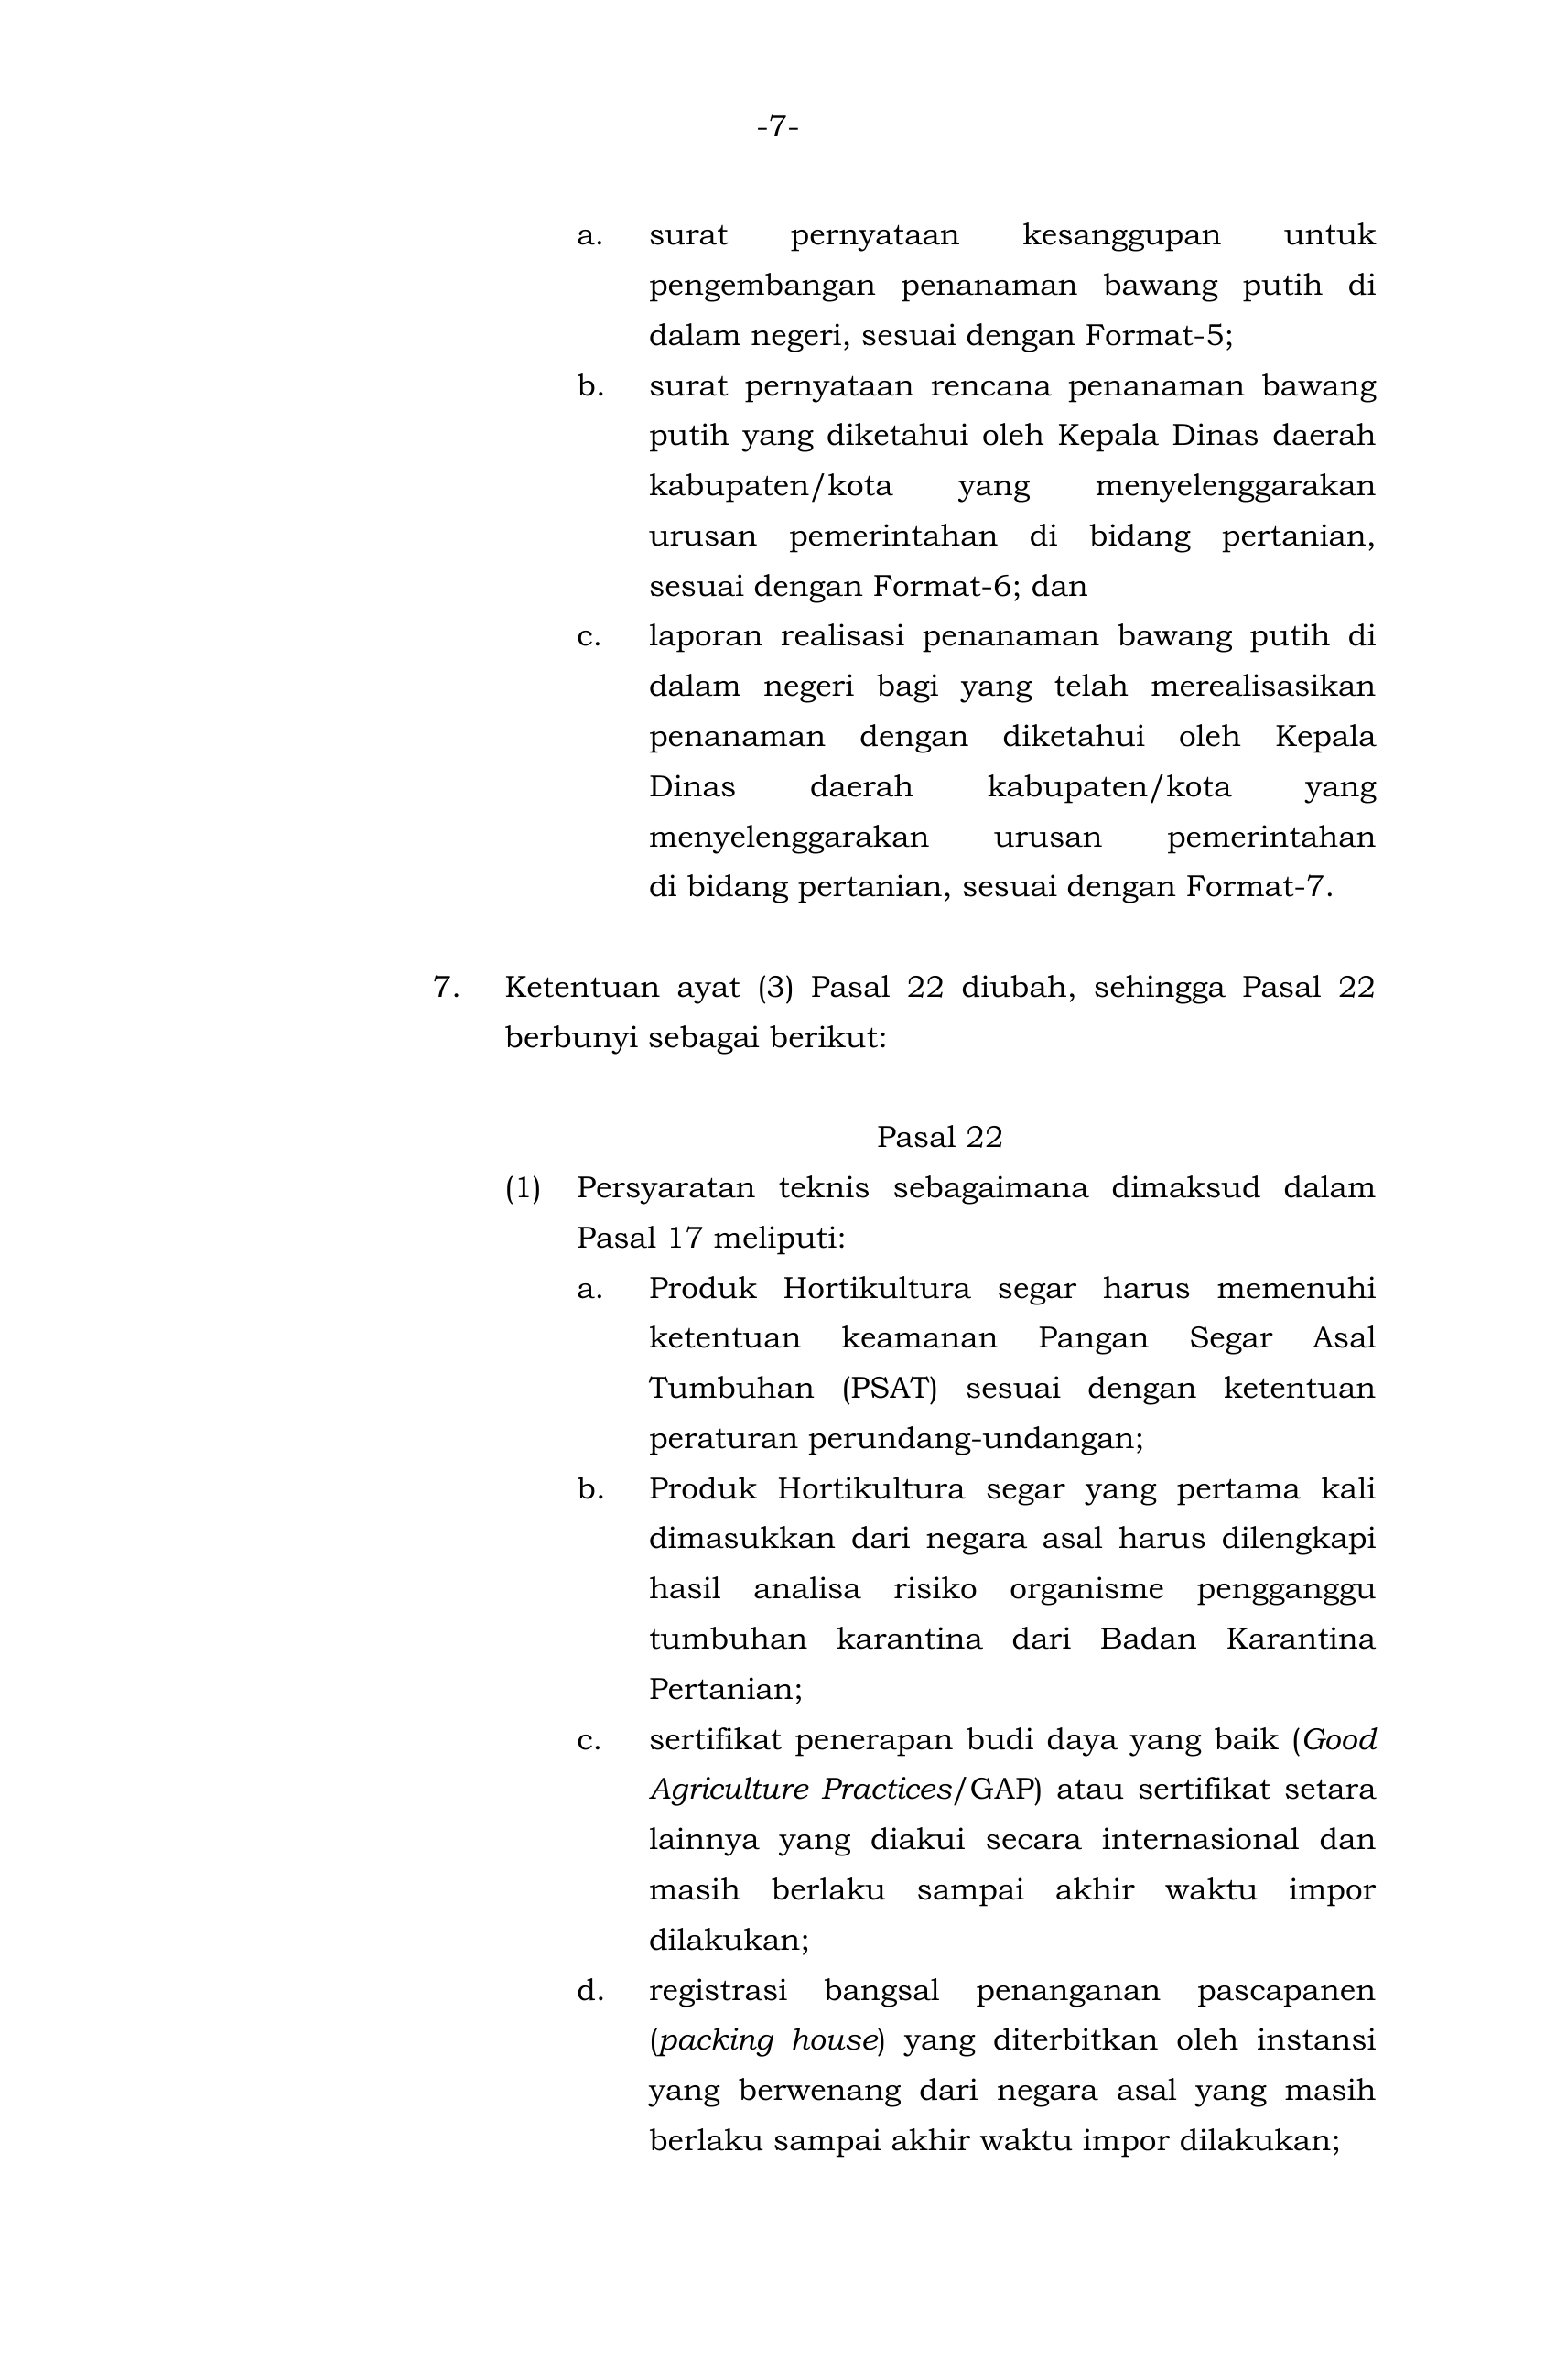 -7-
a. surat pernyataan kesanggupan untuk
pengembangan penanaman bawang putih di
dalam negeri, sesuai dengan Format-5;
b. surat pernyataan rencana penanaman bawang
putih yang diketahui oleh Kepala Dinas daerah
kabupaten/kota yang menyelenggarakan
urusan pemerintahan di bidang pertanian,
sesuai dengan Format-6; dan
c. laporan realisasi penanaman bawang putih di
dalam negeri bagi yang telah merealisasikan
penanaman dengan diketahui oleh Kepala
Dinas daerah kabupaten/kota yang
menyelenggarakan urusan pemerintahan
di bidang pertanian, sesuai dengan Format-7.
7. Ketentuan ayat (3) Pasal 22 diubah, sehingga Pasal 22
berbunyi sebagai berikut:
Pasal 22
(1) Persyaratan teknis sebagaimana dimaksud dalam
Pasal 17 meliputi:
a. Produk Hortikultura segar harus memenuhi
ketentuan keamanan Pangan Segar Asal
Tumbuhan (PSAT) sesuai dengan ketentuan
peraturan perundang-undangan;
b. Produk Hortikultura segar yang pertama kali
dimasukkan dari negara asal harus dilengkapi
hasil analisa risiko organisme pengganggu
tumbuhan karantina dari Badan Karantina
Pertanian;
c. sertifikat penerapan budi daya yang baik (Good
Agriculture Practices/GAP) atau sertifikat setara
lainnya yang diakui secara internasional dan
masih berlaku sampai akhir waktu impor
dilakukan;
d. registrasi bangsal penanganan pascapanen
(packing house) yang diterbitkan oleh instansi
yang berwenang dari negara asal yang masih
berlaku sampai akhir waktu impor dilakukan;